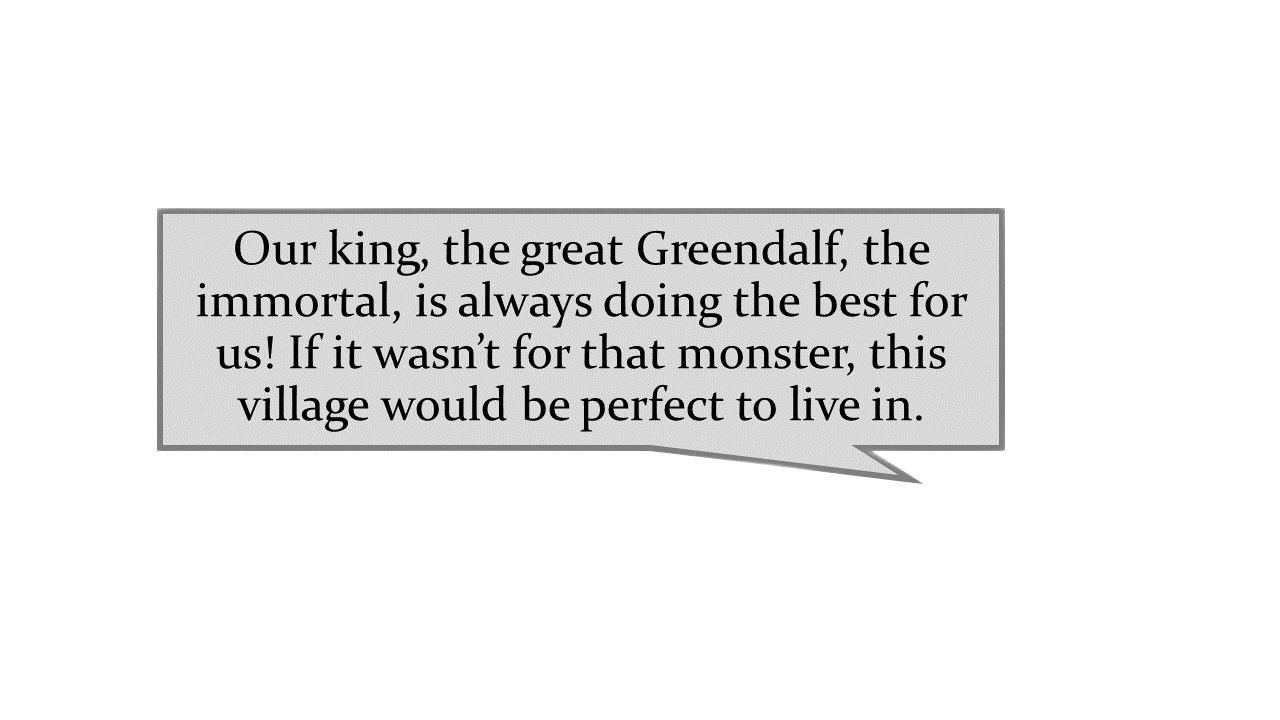 Our king, the great Greendalf, the
immortal, is always doing the best for
us! If it wasn’t for that monster, this
village would be perfect to live in.